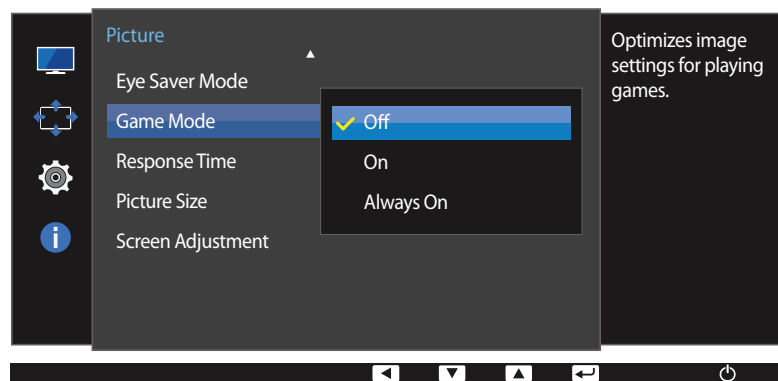 Picture
Eye Saver Mode
Game Mode
Response Time
Picture Size
Screen Adjustment
Off
On
Always On
Optimizes image
settings for playing
games.